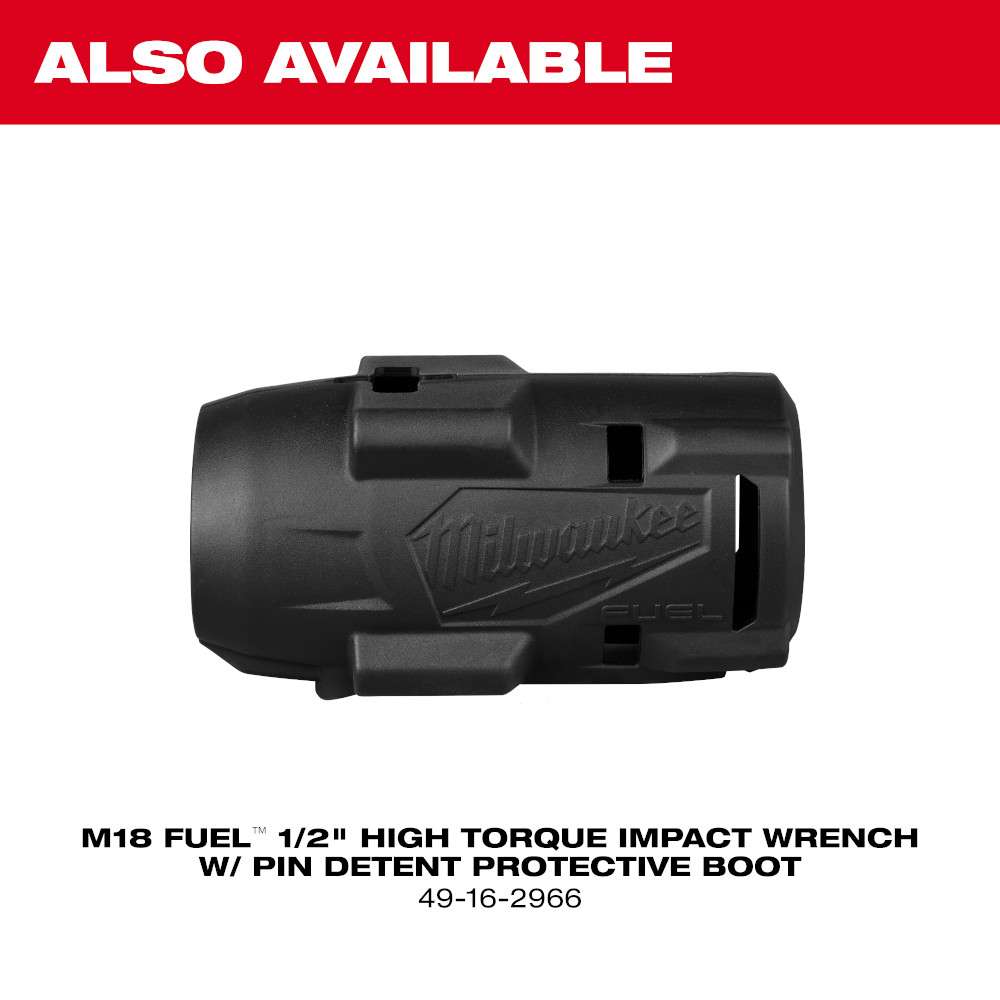 ALSO AVAILABLE
Milwaukee
FUEL
M18 FUEL™ 1/2" HIGH TORQUE IMPACT WRENCH
W/ PIN DETENT PROTECTIVE BOOT
49-16-2966